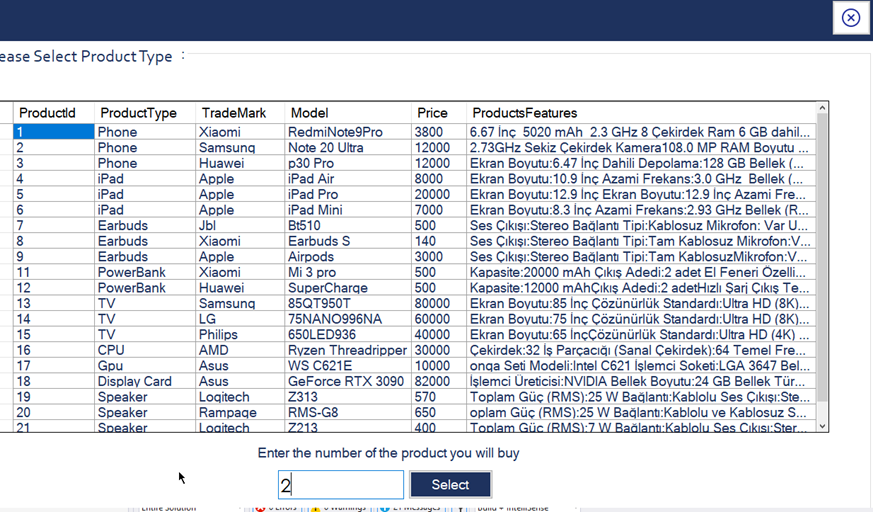 ease Select Product Type :
ProductId ProductType TradeMark Model Price ProductsFeatures
1 Phone Xiaomi RedmiNote9Pro 3800 6.67 İnç 5020 mAh 2.3 GHz 8 Çekirdek Ram 6 GB dahil...
2 Phone Samsung Note 20 Ultra 12000 2.73GHz Sekiz Çekirdek Kamera108.0 MP RAM Boyutu ...
3 Phone Huawei p30 Pro 12000 Ekran Boyutu:6.47 İnç Dahili Depolama:128 GB Bellek (...
4 iPad Apple iPad Air 8000 Ekran Boyutu:10.9 İnç Azami Frekans:3.0 GHz Bellek (...
5 iPad Apple iPad Pro 20000 Ekran Boyutu:12.9 İnç Ekran Boyutu:12.9 İnç Azami Fre...
6 iPad Apple iPad Mini 7000 Ekran Boyutu:8.3 İnç Azami Frekans:2.93 GHz Bellek (R...
7 Earbuds Jbl Bt510 500 Ses Çıkışı:Stereo Bağlantı Tipi:Kablosuz Mikrofon: Var U...
8 Earbuds Xiaomi Earbuds S 140 Ses Çıkışı:Stereo Bağlantı Tipi:Tam Kablosuz Mikrofon:V...
9 Earbuds Apple Airpods 3000 Ses Çıkışı:Stereo Bağlantı Tipi:Tam KablosuzMikrofon:V...
11 PowerBank Xiaomi Mi 3 pro 500 Kapasite:20000 mAh Çıkış Adedi:2 adet El Feneri Özelli...
12 PowerBank Huawei SuperCharge 500 Kapasite:12000 mAhÇıkış Adedi:2 adetHızlı Şarj Çıkış Te...
13 TV Samsung 85QT950T 80000 Ekran Boyutu:85 İnç Çözünürlük Standardı:Ultra HD (8K)...
14 TV LG 75NANO996NA 60000 Ekran Boyutu:75 İnç Çözünürlük Standardı:Ultra HD (8K)...
15 TV Philips 650LED936 40000 Ekran Boyutu:65 İnçÇözünürlük Standardı:Ultra HD (4K) ...
16 CPU AMD Ryzen Threadripper 30000 Çekirdek:32 İş Parçacığı (Sanal Çekirdek):64 Temel Fre...
17 Gpu Asus WS C621E 10000 onga Seti Modeli:Intel C621 İşlemci Soketi:LGA 3647 Bel...
18 Display Card Asus GeForce RTX 3090 82000 İşlemci Üreticisi:NVIDIA Bellek Boyutu:24 GB Bellek Tür...
19 Speaker Logitech Z313 570 Toplam Güç (RMS):25 W Bağlantı:Kablolu Ses Çıkışı:Ste...
20 Speaker Rampage RMS-G8 650 oplam Güç (RMS):25 W Bağlantı:Kablolu ve Kablosuz S...
21 Speaker Logitech Z213 400 Toplam Güç (RMS):7 W Bağlantı:Kablolu Ses Çıkışı:Ster...
Enter the number of the product you will buy
2 Select